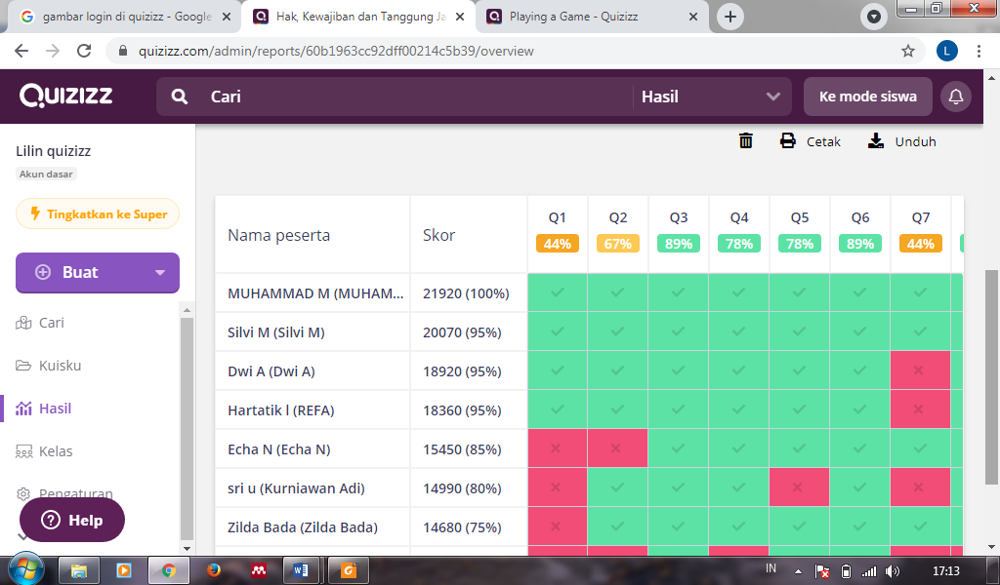 gambar login di quizizz - Google
Hak, Kewajiban dan Tanggung Ja
Playing a Game - Quizizz
quizizz.com/admin/reports/60b1963cc92dff00214c5b39/overview
L
QUIZIZZ
Cari
Hasil
Ke mode siswa
Lilin quizizz
Akun dasar
Tingkatkan ke Super
Buat
Cari
Kuisku
Hasil
Kelas
Pengaturan
Help
Cetak Unduh
Nama peserta Skor Q1 Q2 Q3 Q4 Q5 Q6 Q7
44% 67% 89% 78% 78% 89% 44%
MUHAMMAD M (MUHAM... 21920 (100%)
Silvi M (Silvi M) 20070 (95%)
Dwi A (Dwi A) 18920 (95%)
Hartatik l (REFA) 18360 (95%)
Echa N (Echa N) 15450 (85%)
sri u (Kurniawan Adi) 14990 (80%)
Zilda Bada (Zilda Bada) 14680 (75%)
IN 17:13